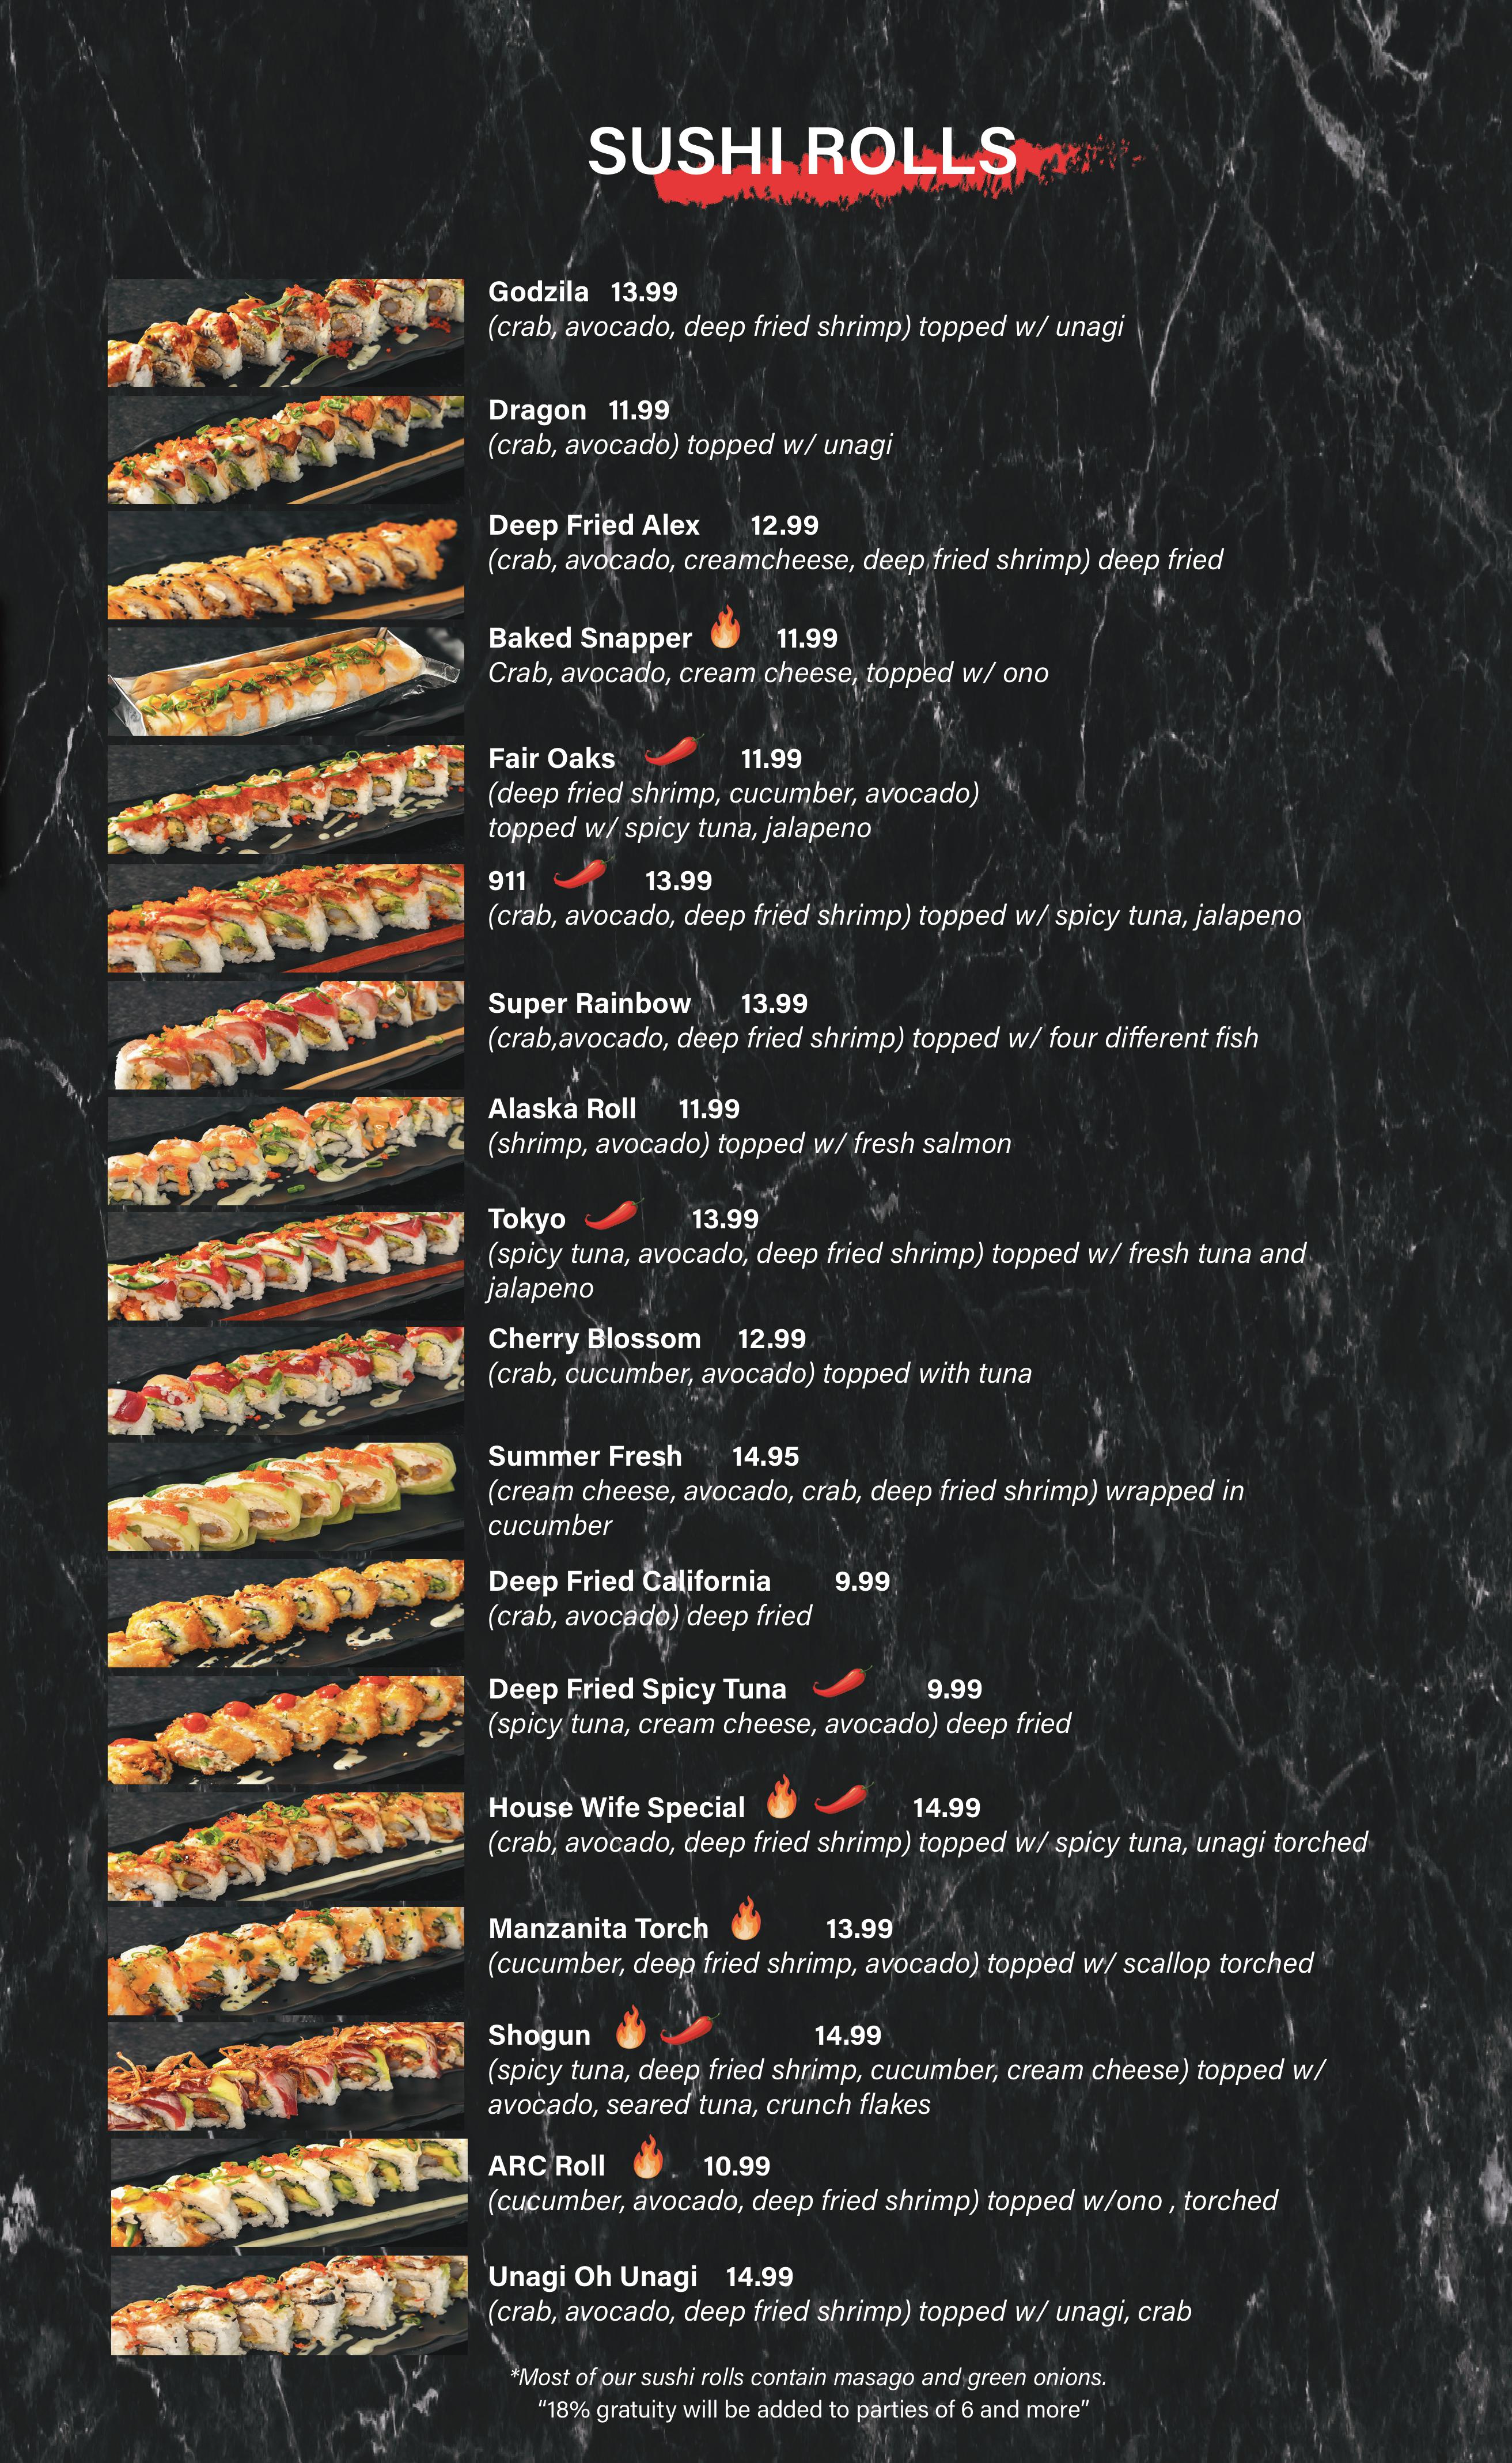 SUSHI ROLLS
Godzila 13.99
(crab, avocado, deep fried shrimp) topped w/ unagi
Dragon 11.99
(crab, avocado) topped w/ unagi
Deep Fried Alex 12.99
(crab, avocado, creamcheese, deep fried shrimp) deep fried
Baked Snapper 11.99
Crab, avocado, cream cheese, topped w/ ono
Fair Oaks 11.99
(deep fried shrimp, cucumber, avocado)
topped w/ spicy tuna, jalapeno
911 13.99
(crab, avocado, deep fried shrimp) topped w/ spicy tuna, jalapeno
Super Rainbow 13.99
(crab,avocado, deep fried shrimp) topped w/ four different fish
Alaska Roll 11.99
(shrimp, avocado) topped w/ fresh salmon
Tokyo 13.99
(spicy tuna, avocado, deep fried shrimp) topped w/ fresh tuna and
jalapeno
Cherry Blossom 12.99
(crab, cucumber, avocado) topped with tuna
Summer Fresh 14.95
(cream cheese, avocado, crab, deep fried shrimp) wrapped in
cucumber
Deep Fried California 9.99
(crab, avocado) deep fried
Deep Fried Spicy Tuna 9.99
(spicy tuna, cream cheese, avocado) deep fried
House Wife Special 14.99
(crab, avocado, deep fried shrimp) topped w/ spicy tuna, unagi torched
Manzanita Torch 13.99
(cucumber, deep fried shrimp, avocado) topped w/ scallop torched
Shogun 14.99
(spicy tuna, deep fried shrimp, cucumber, cream cheese) topped w/
avocado, seared tuna, crunch flakes
ARC Roll 10.99
(cucumber, avocado, deep fried shrimp) topped w/ono , torched
Unagi Oh Unagi 14.99
(crab, avocado, deep fried shrimp) topped w/ unagi, crab
*Most of our sushi rolls contain masago and green onions.
“18% gratuity will be added to parties of 6 and more”